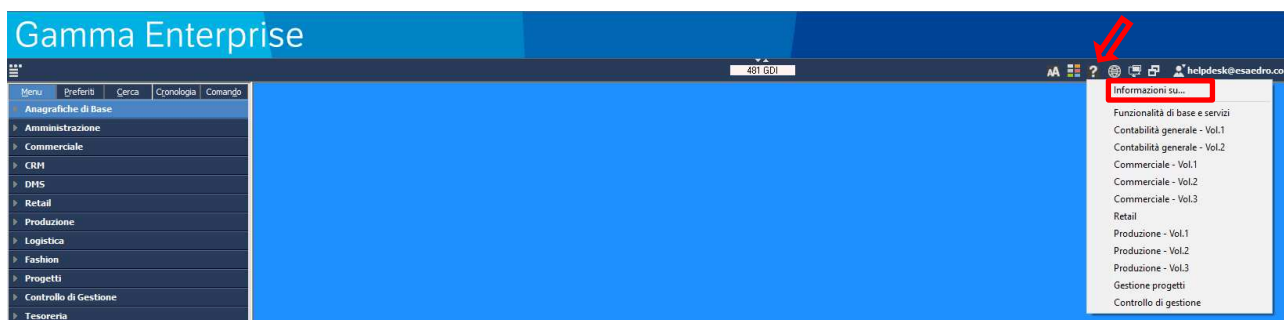 Gamma Enterprise
481 GDI
AA
?
helpdesk@esaedro.co
Menu Preferiti Cerca Cronologia Comando
Anagrafiche di Base
Amministrazione
Commerciale
CRM
DMS
Retail
Produzione
Logistica
Fashion
Progetti
Controllo di Gestione
Tesoreria
Informazioni su...
Funzionalità di base e servizi
Contabilità generale - Vol.1
Contabilità generale - Vol.2
Commerciale - Vol.1
Commerciale - Vol.2
Commerciale - Vol.3
Retail
Produzione - Vol.1
Produzione - Vol.2
Produzione - Vol.3
Gestione progetti
Controllo di gestione